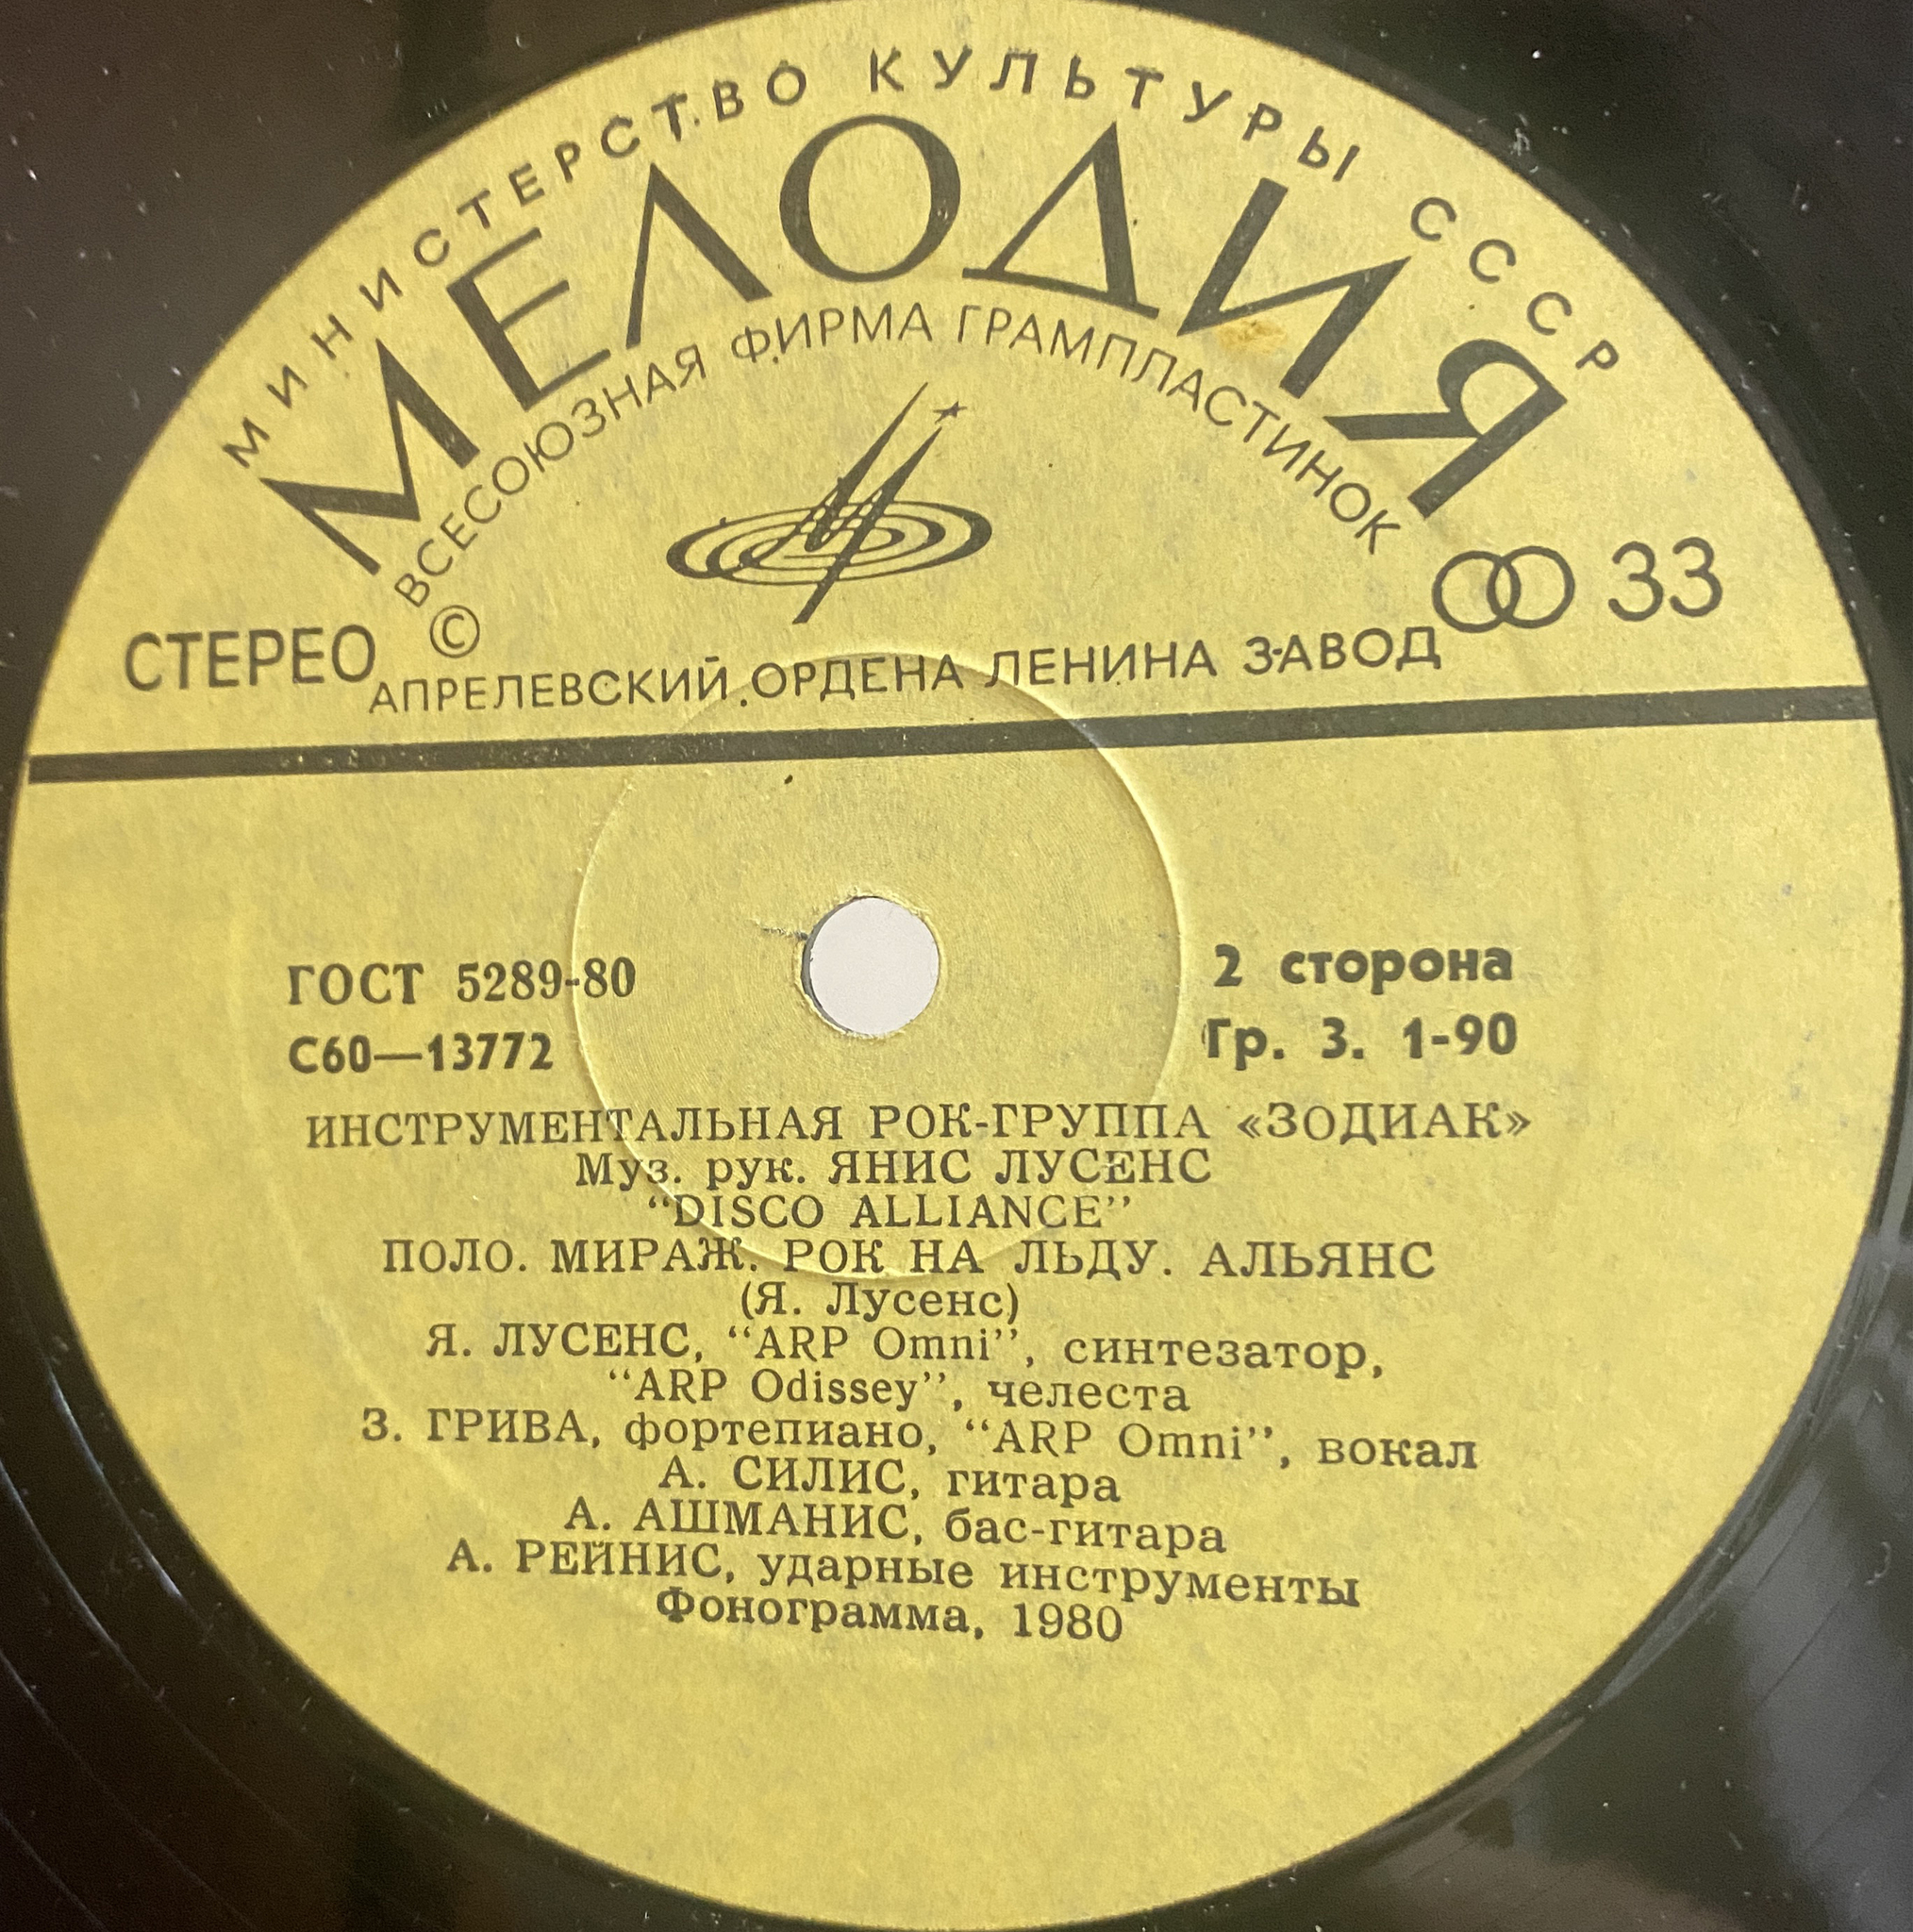 МИНИСТЕРСТВО КУЛЬТУРЫ СССР
МЕЛОДИЯ
ВСЕСОЮЗНАЯ ФИРМА ГРАМПЛАСТИНОК
СТЕРЕО © 33
АПРЕЛЕВСКИЙ ОРДЕНА ЛЕНИНА ЗАВОД
ГОСТ 5289-80 2 сторона
С60—13772 Гр. 3. 1-90
ИНСТРУМЕНТАЛЬНАЯ РОК-ГРУППА «ЗОДИАК»
Муз. рук. ЯНИС ЛУСЕНС
“DISCO ALLIANCE”
ПОЛО. МИРАЖ. РОК НА ЛЬДУ. АЛЬЯНС
(Я. Лусенс)
Я. ЛУСЕНС, “ARP Omni”, синтезатор,
“ARP Odissey”, челеста
З. ГРИВА, фортепиано, “ARP Omni”, вокал
А. СИЛИС, гитара
А. АШМАНИС, бас-гитара
А. РЕЙНИС, ударные инструменты
Фонограмма, 1980